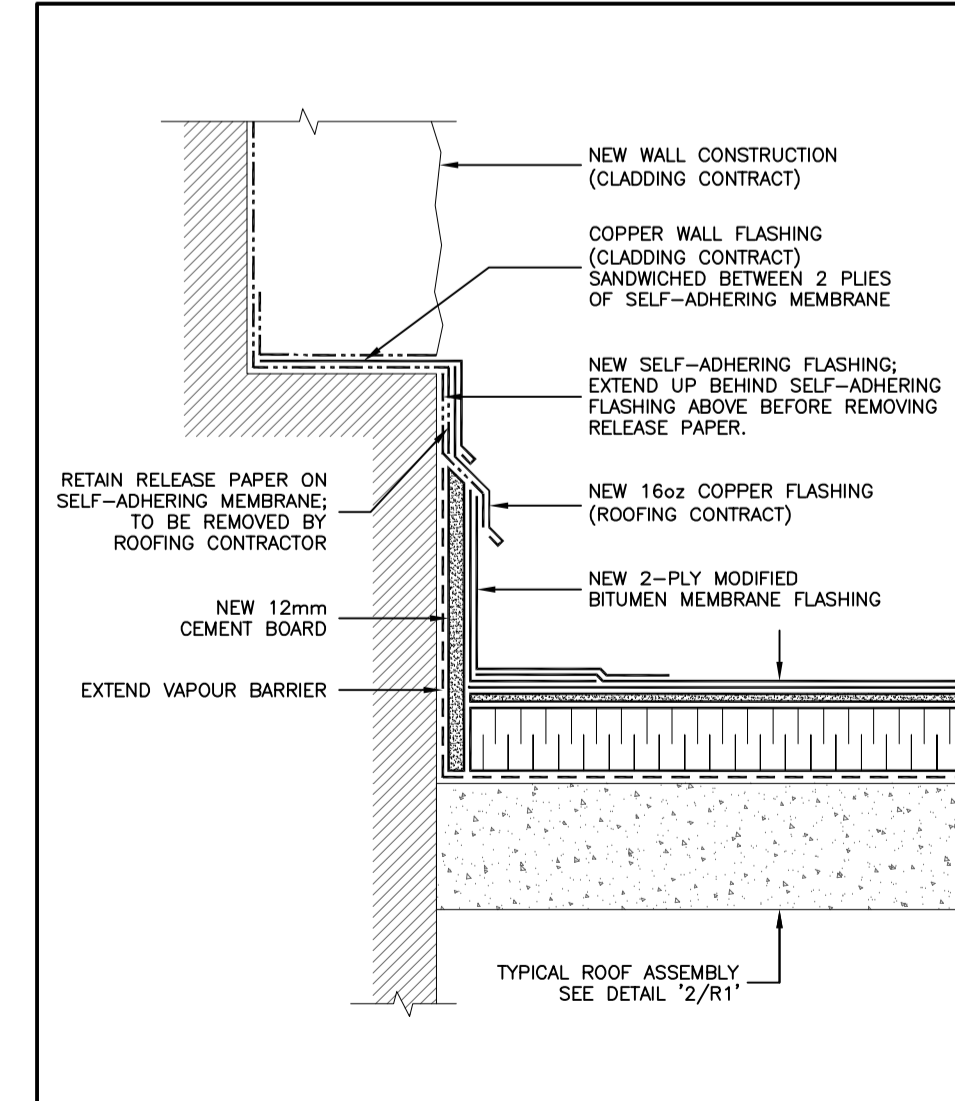 NEW WALL CONSTRUCTION
(CLADDING CONTRACT)
COPPER WALL FLASHING
(CLADDING CONTRACT)
SANDWICHED BETWEEN 2 PLIES
OF SELF-ADHERING MEMBRANE
NEW SELF-ADHERING FLASHING;
EXTEND UP BEHIND SELF-ADHERING
FLASHING ABOVE BEFORE REMOVING
RELEASE PAPER.
RETAIN RELEASE PAPER ON
SELF-ADHERING MEMBRANE;
TO BE REMOVED BY
ROOFING CONTRACTOR
NEW 16oz COPPER FLASHING
(ROOFING CONTRACT)
NEW 2-PLY MODIFIED
BITUMEN MEMBRANE FLASHING
NEW 12mm
CEMENT BOARD
EXTEND VAPOUR BARRIER
TYPICAL ROOF ASSEMBLY
SEE DETAIL '2/R1'